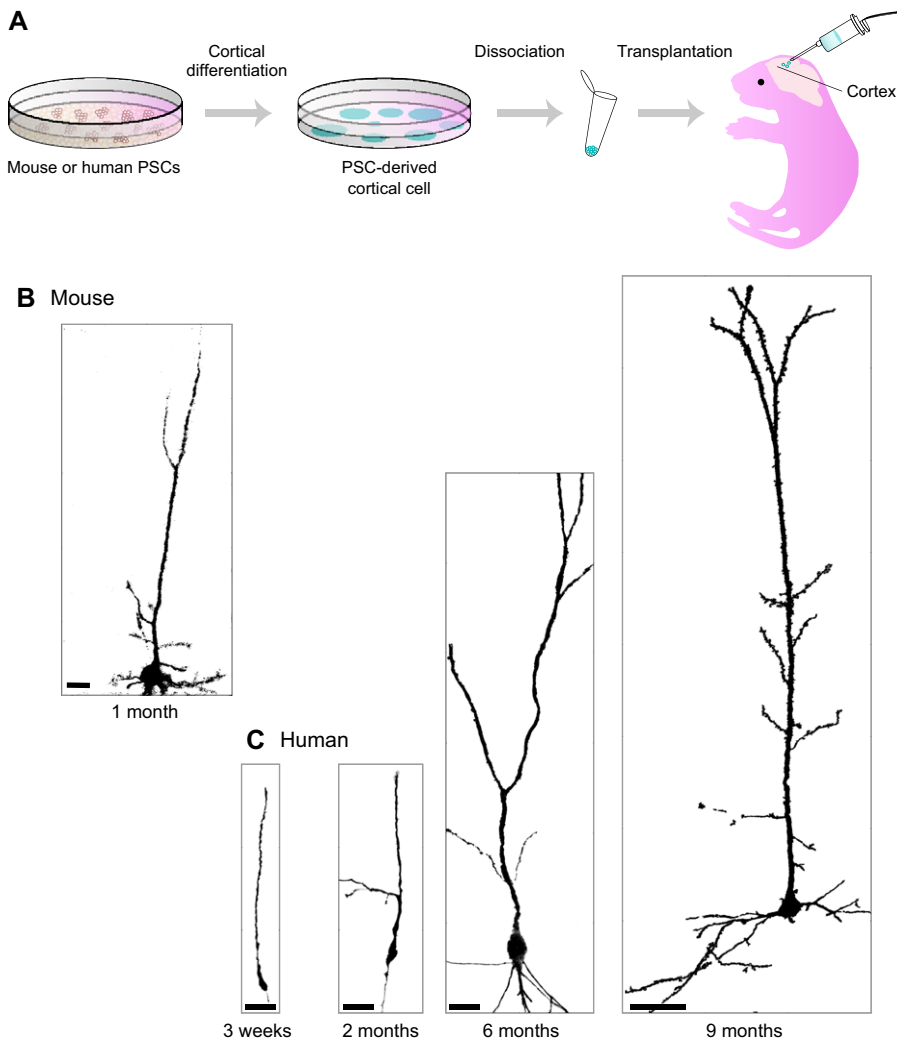 A
Cortical
differentiation
Dissociation
Transplantation
Cortex
Mouse or human PSCs
PSC-derived
cortical cell
B Mouse
1 month
C Human
3 weeks
2 months
6 months
9 months